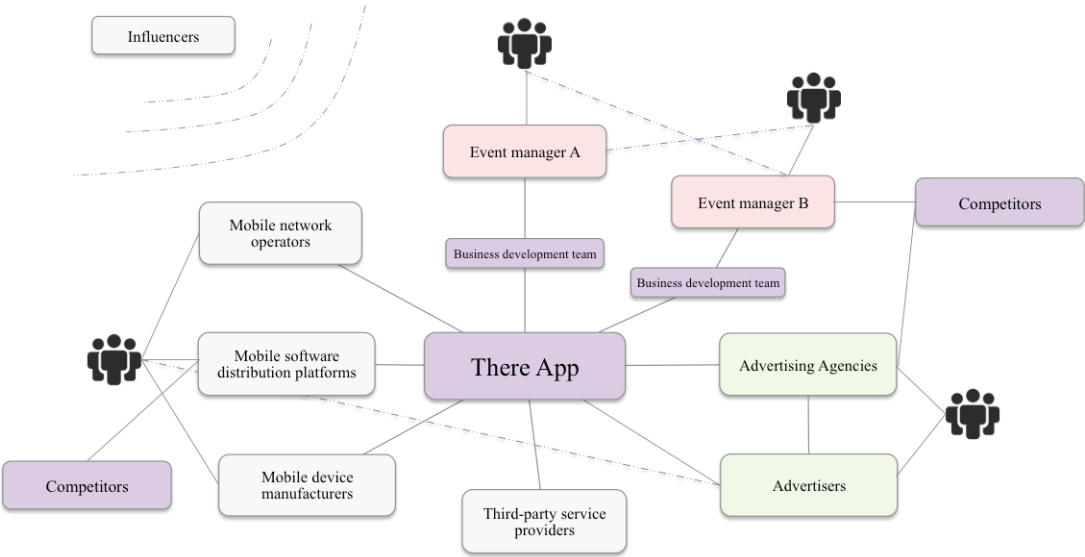 Influencers
Event manager A
Event manager B
Competitors
Mobile network
operators
Business development team
Business development team
Mobile software
distribution platforms
There App
Advertising Agencies
Competitors
Mobile device
manufacturers
Third-party service
providers
Advertisers